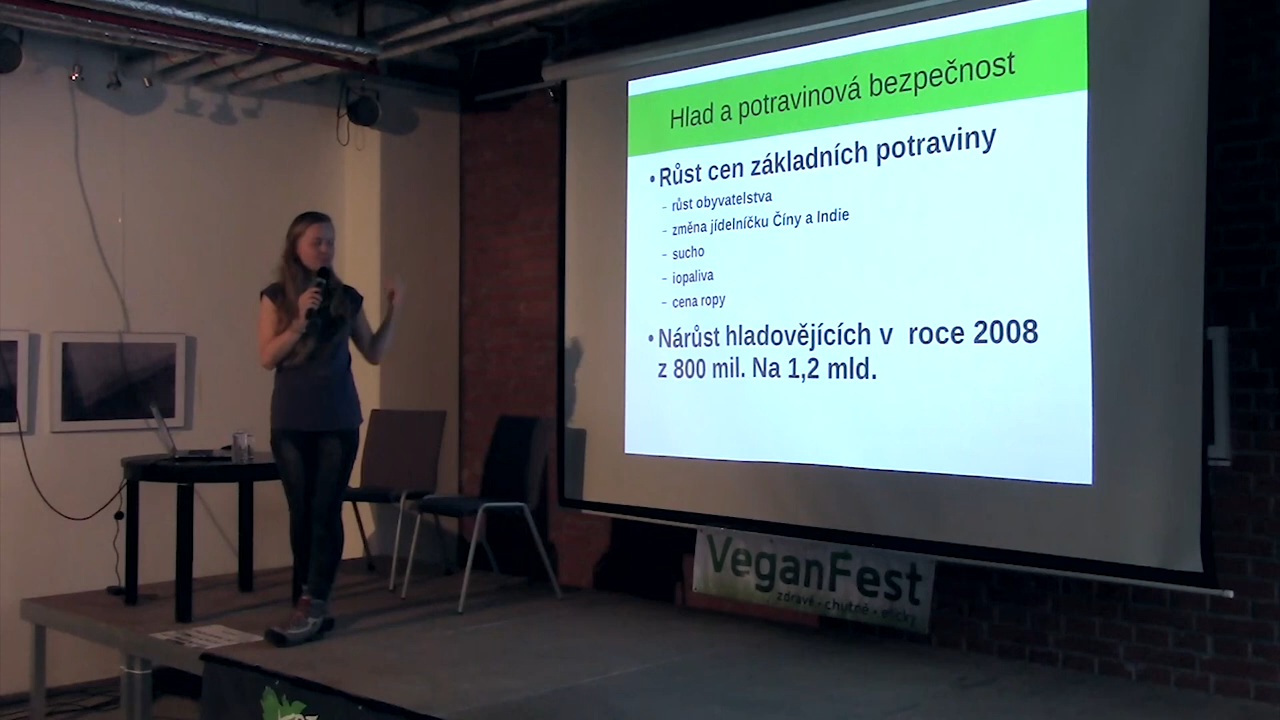 Hlad a potravinová bezpečnost
• Růst cen základních potraviny
– růst obyvatelstva
– změna jídelníčku Číny a Indie
– sucho
– iopaliva
– cena ropy
• Nárůst hladovějících v roce 2008
z 800 mil. Na 1,2 mld.
VeganFest
zdravě • chutně • eticky